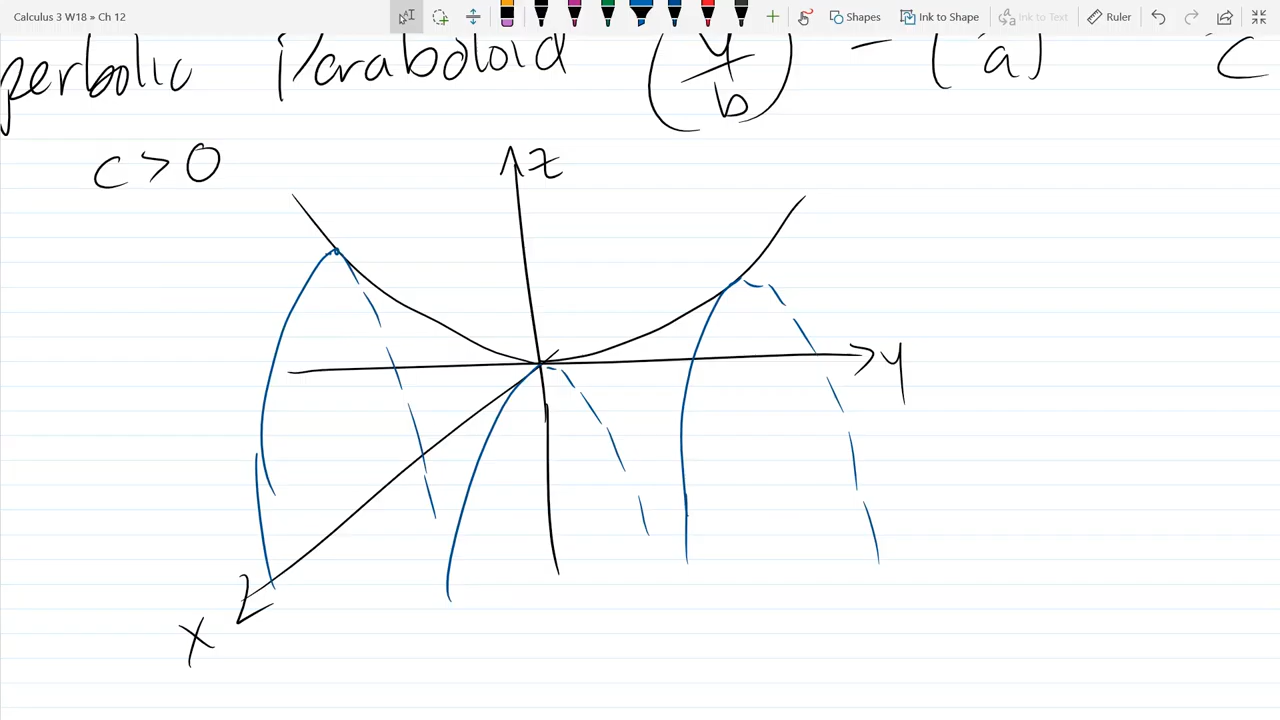 Calculus 3 W18 » Ch 12
Shapes Ink to Shape Ink to Text Ruler
perbolic Paraboloid (y/b) - (a) c
c > 0
z
y
x